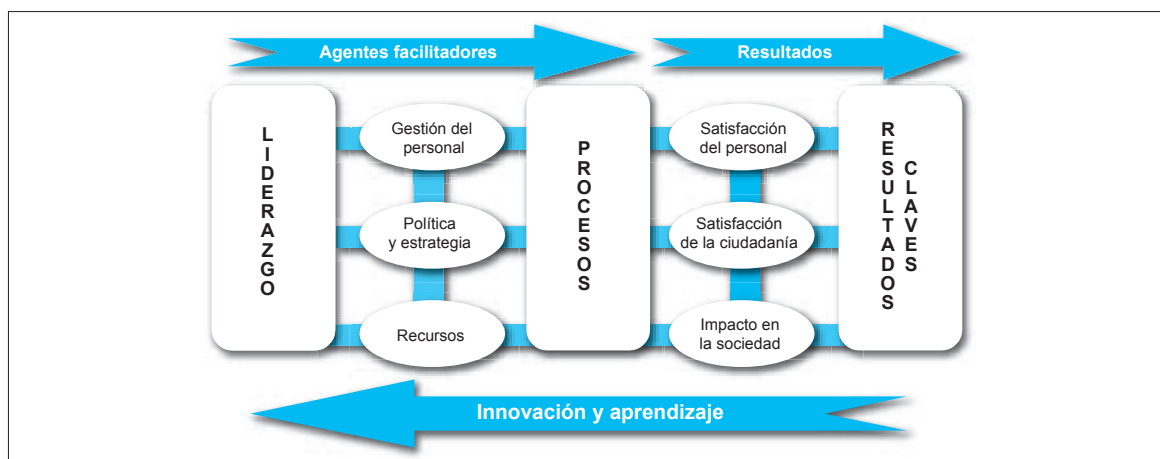 Agentes facilitadores
Resultados
LIDERAZGO
Gestión del
personal
Política
y estrategia
Recursos
PROCESOS
Satisfacción
del personal
Satisfacción
de la ciudadanía
Impacto en
la sociedad
RESULTADOS
CLAVES
Innovación y aprendizaje